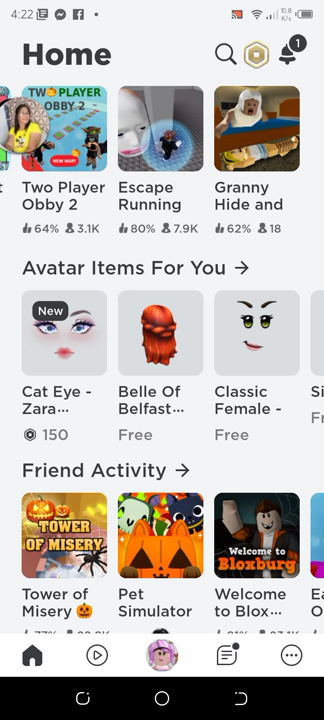 4:22
10.8
K/s
Home
1
TWO PLAYER
OBBY 2
NEW MAP!
t
Two Player
Obby 2
64% 3.1K
Escape
Running
80% 7.9K
Granny
Hide and
62% 18
Avatar Items For You →
New
Cat Eye -
Zara...
150
Belle Of
Belfast...
Free
Classic
Female -
Free
Si
Fr
Friend Activity →
TOWER
OF MISERY
Welcome to
Bloxburg
Tower of
Misery 🎃
Pet
Simulator
Welcome
to Blox...
Ea
O